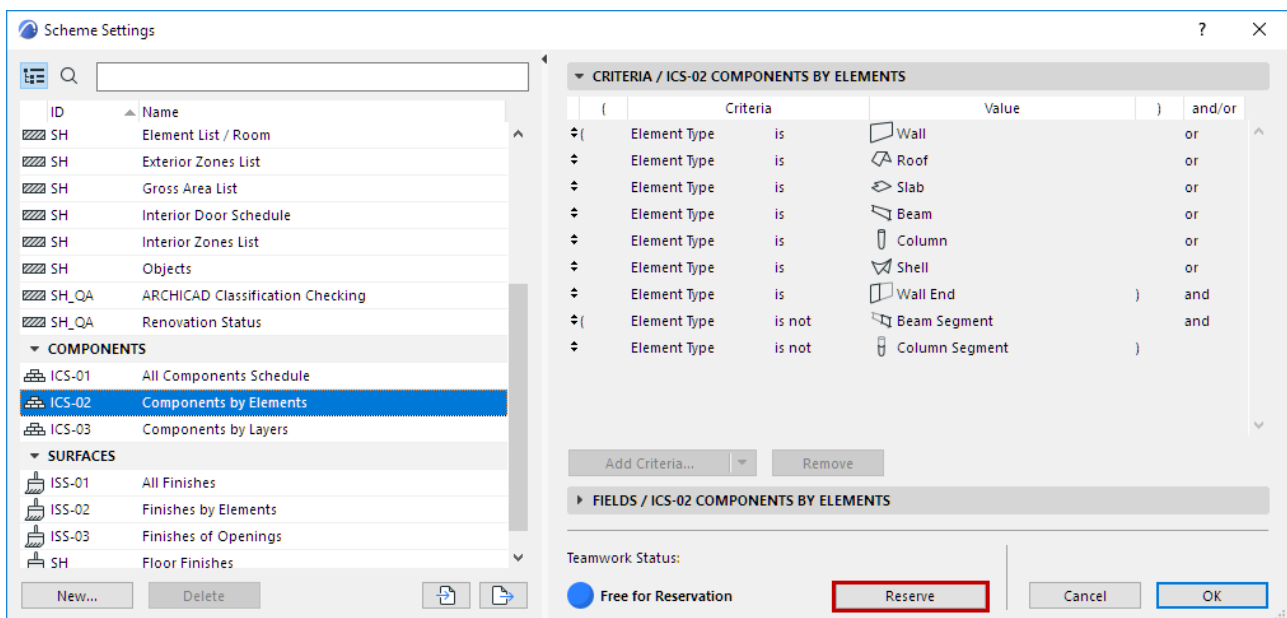 Scheme Settings
?
ID Name
SH Element List / Room
SH Exterior Zones List
SH Gross Area List
SH Interior Door Schedule
SH Interior Zones List
SH Objects
SH_QA ARCHICAD Classification Checking
SH_QA Renovation Status
COMPONENTS
ICS-01 All Components Schedule
ICS-02 Components by Elements
ICS-03 Components by Layers
SURFACES
ISS-01 All Finishes
ISS-02 Finishes by Elements
ISS-03 Finishes of Openings
SH Floor Finishes
New... Delete
CRITERIA / ICS-02 COMPONENTS BY ELEMENTS
( Criteria Value ) and/or
( Element Type is Wall or
Element Type is Roof or
Element Type is Slab or
Element Type is Beam or
Element Type is Column or
Element Type is Shell or
Element Type is Wall End ) and
( Element Type is not Beam Segment and
Element Type is not Column Segment )
Add Criteria... Remove
FIELDS / ICS-02 COMPONENTS BY ELEMENTS
Teamwork Status:
Free for Reservation Reserve Cancel OK